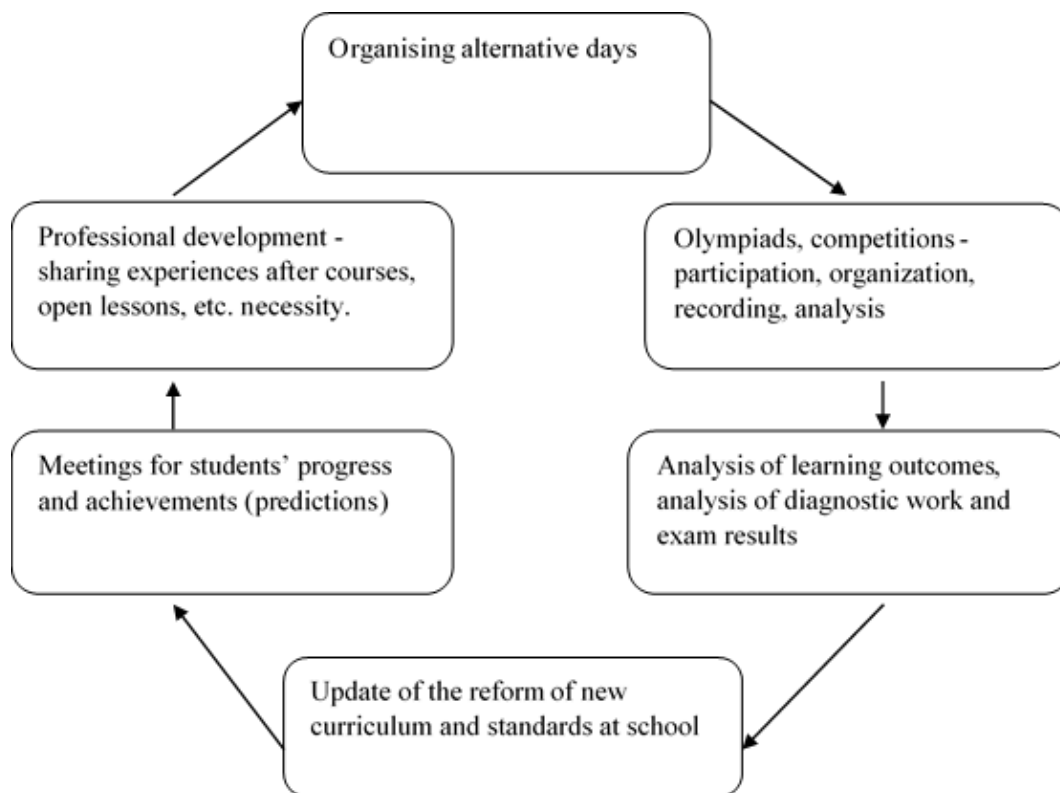 Organising alternative days
Professional development -
sharing experiences after courses,
open lessons, etc. necessity.
Olympiads, competitions -
participation, organization,
recording, analysis
Meetings for students’ progress
and achievements (predictions)
Analysis of learning outcomes,
analysis of diagnostic work and
exam results
Update of the reform of new
curriculum and standards at school